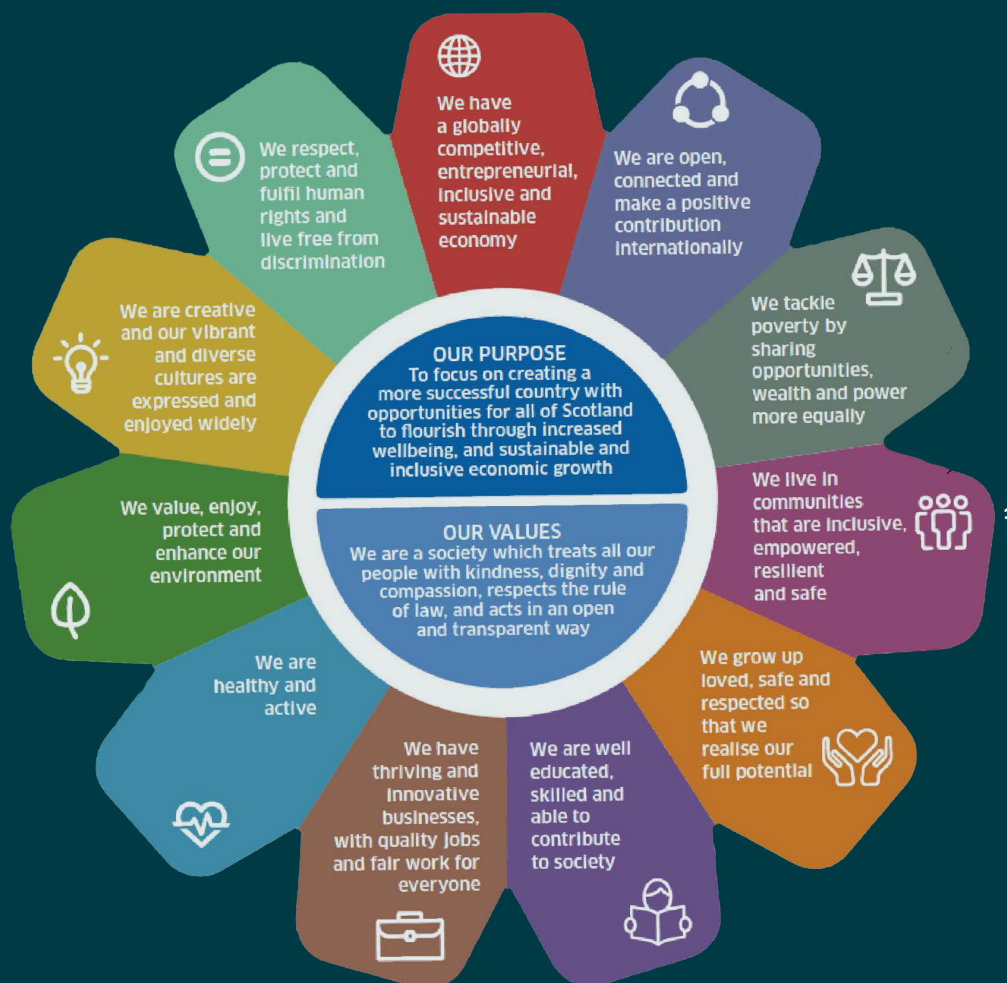 We have
a globally
competitive,
entrepreneurial,
inclusive and
sustainable
economy
We are open,
connected and
make a positive
contribution
internationally
We tackle
poverty by
sharing
opportunities,
wealth and power
more equally
We live in
communities
that are inclusive,
empowered,
resilient
and safe
We grow up
loved, safe and
respected so
that we
realise our
full potential
We are well
educated,
skilled and
able to
contribute
to society
We have
thriving and
innovative
businesses,
with quality jobs
and fair work for
everyone
We are
healthy and
active
We value, enjoy,
protect and
enhance our
environment
We are creative
and our vibrant
and diverse
cultures are
expressed and
enjoyed widely
We respect,
protect and
fulfil human
rights and
live free from
discrimination
OUR PURPOSE
To focus on creating a
more successful country with
opportunities for all of Scotland
to flourish through increased
wellbeing, and sustainable and
inclusive economic growth
OUR VALUES
We are a society which treats all our
people with kindness, dignity and
compassion, respects the rule
of law, and acts in an open
and transparent way